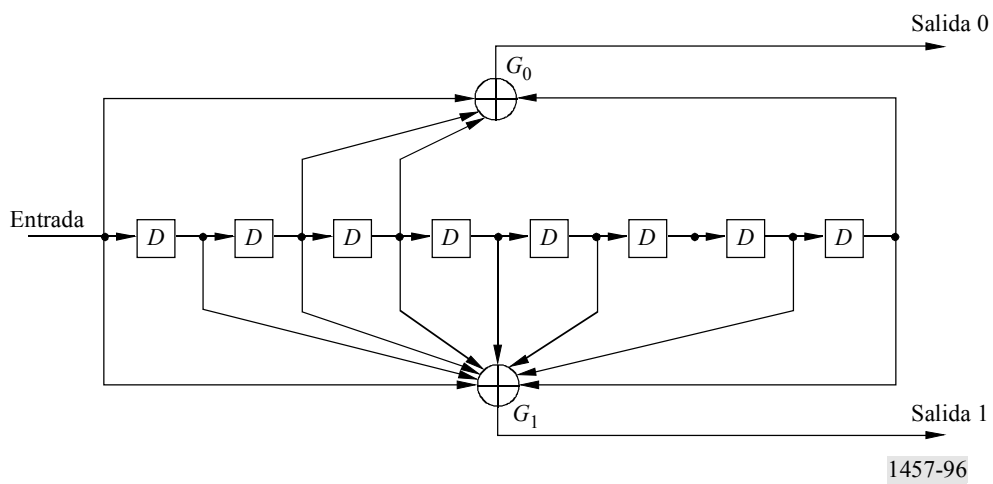 Salida 0
G0
Entrada
D D D D D D D D
G1
Salida 1
1457-96